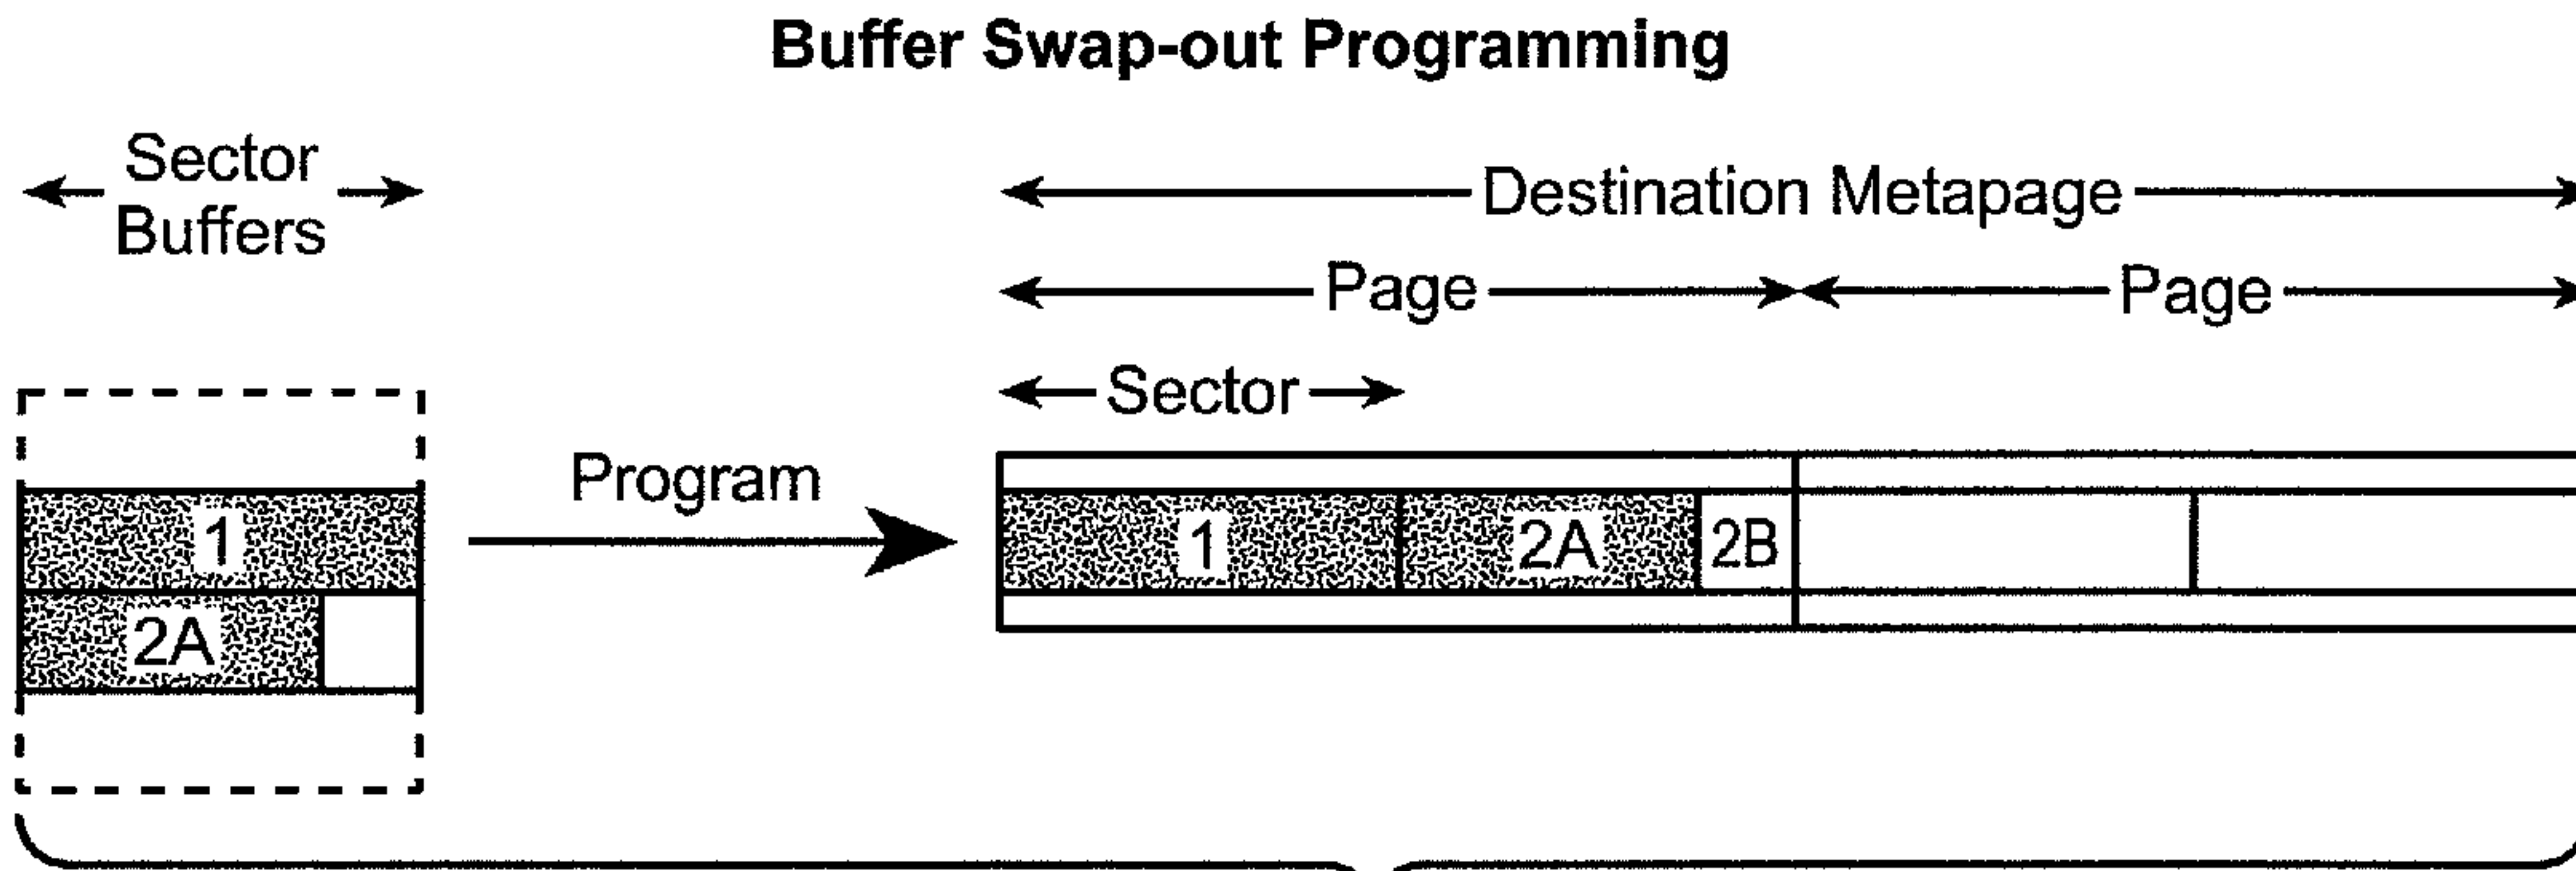 Buffer Swap-out Programming
Sector
Buffers
Destination Metapage
Page
Page
Sector
Program
1
2A
1
2A
2B